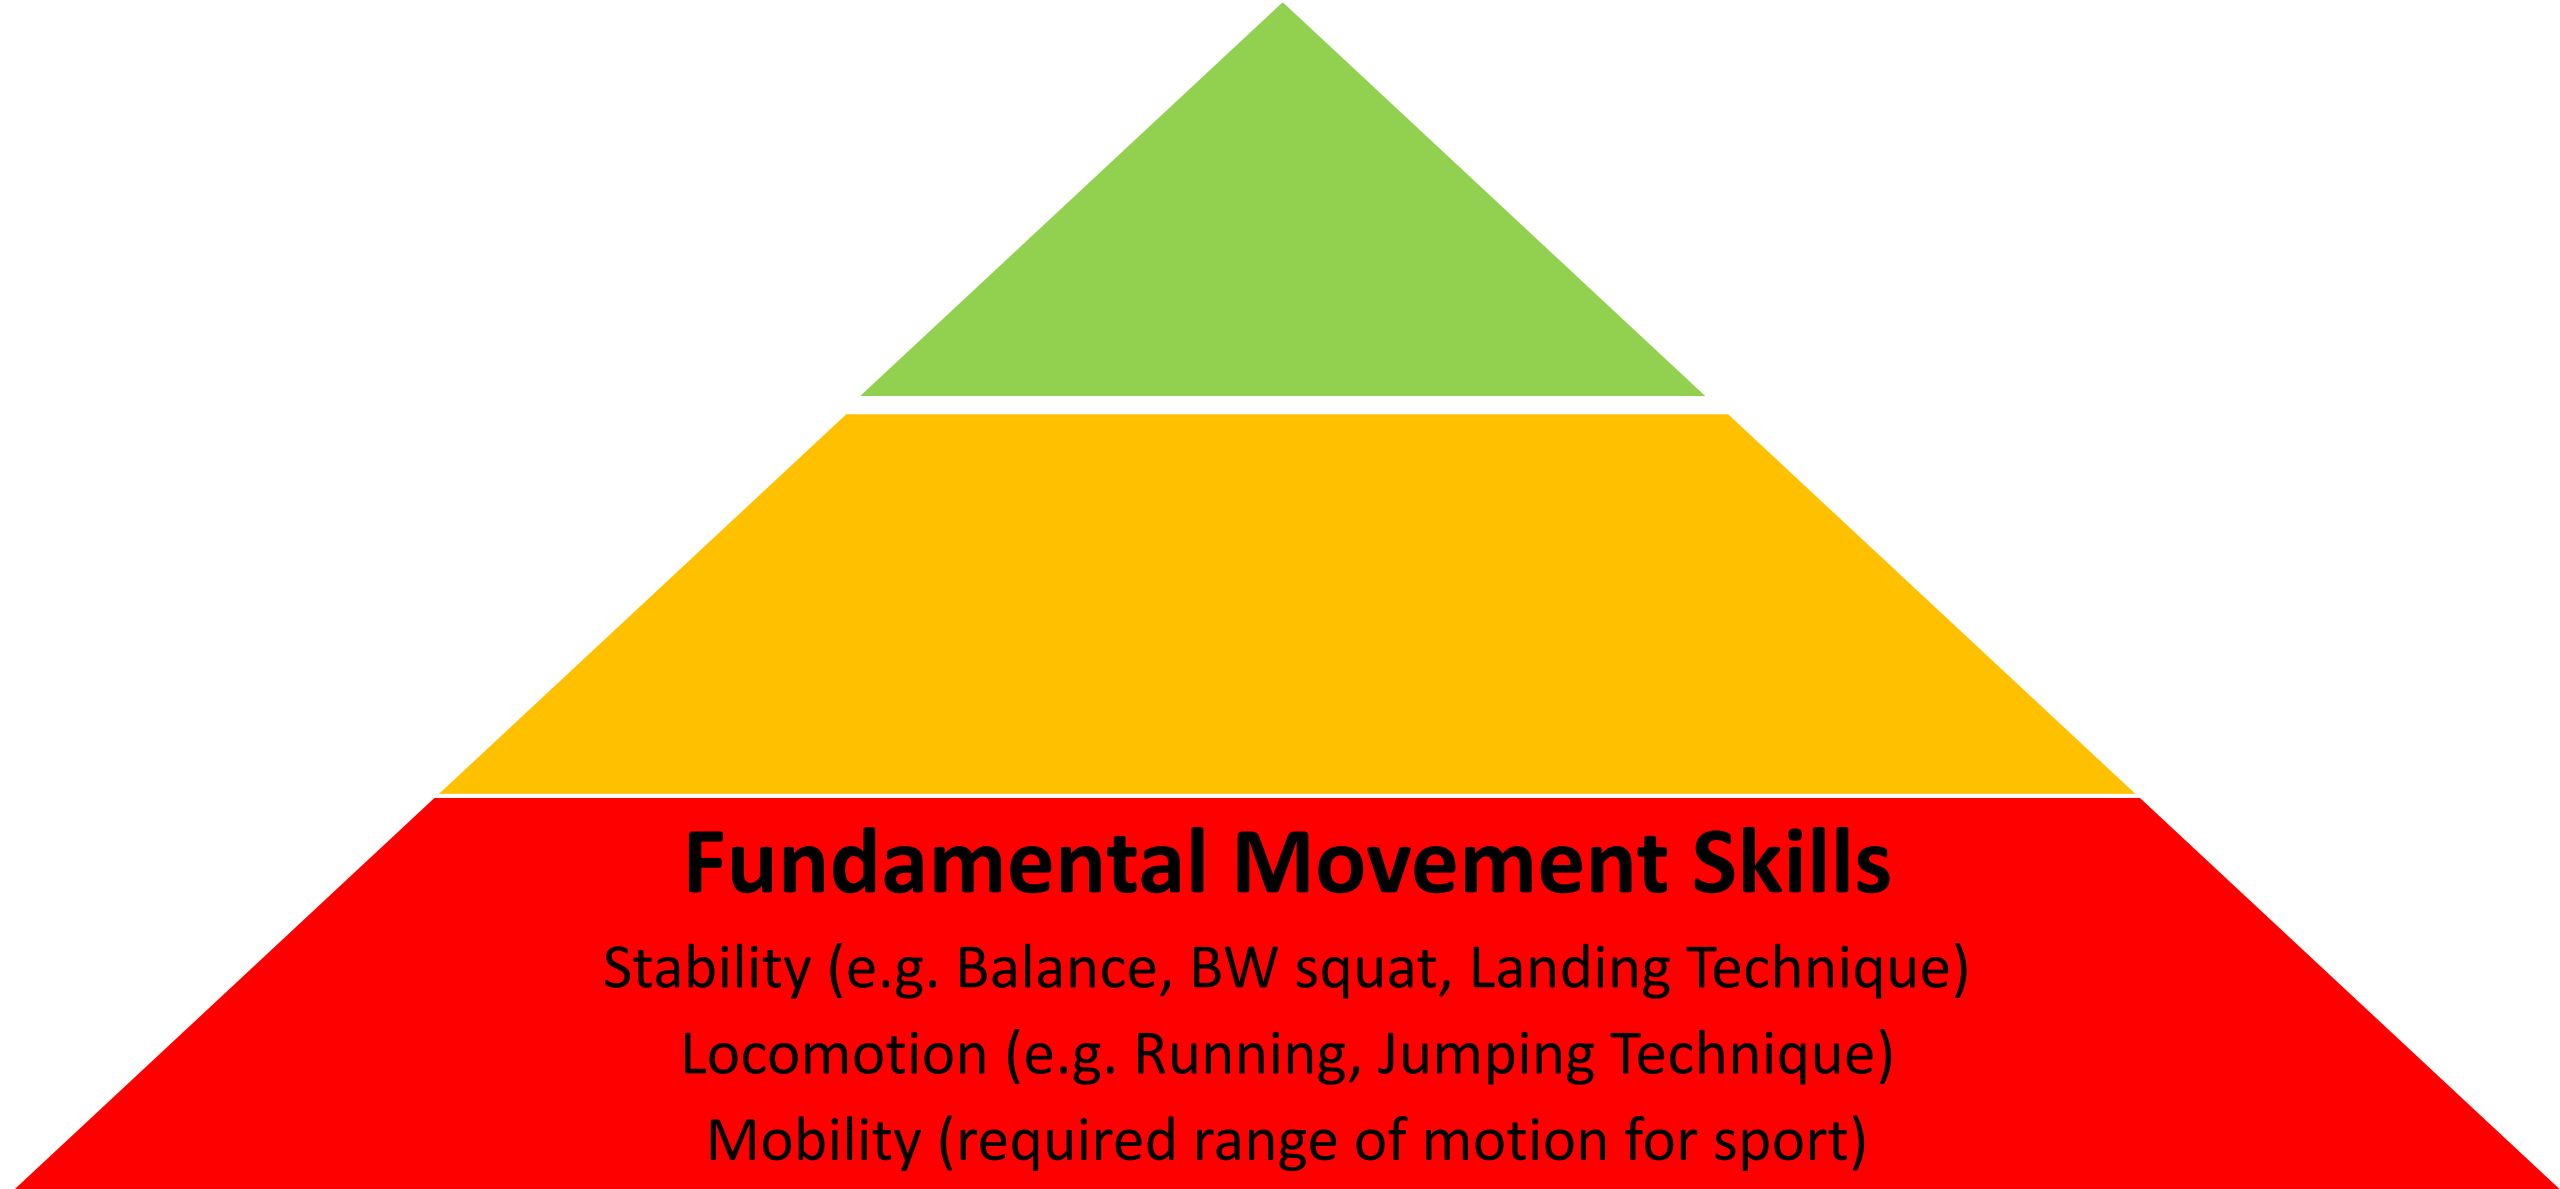 Fundamental Movement Skills
Stability (e.g. Balance, BW squat, Landing Technique)
Locomotion (e.g. Running, Jumping Technique)
Mobility (required range of motion for sport)